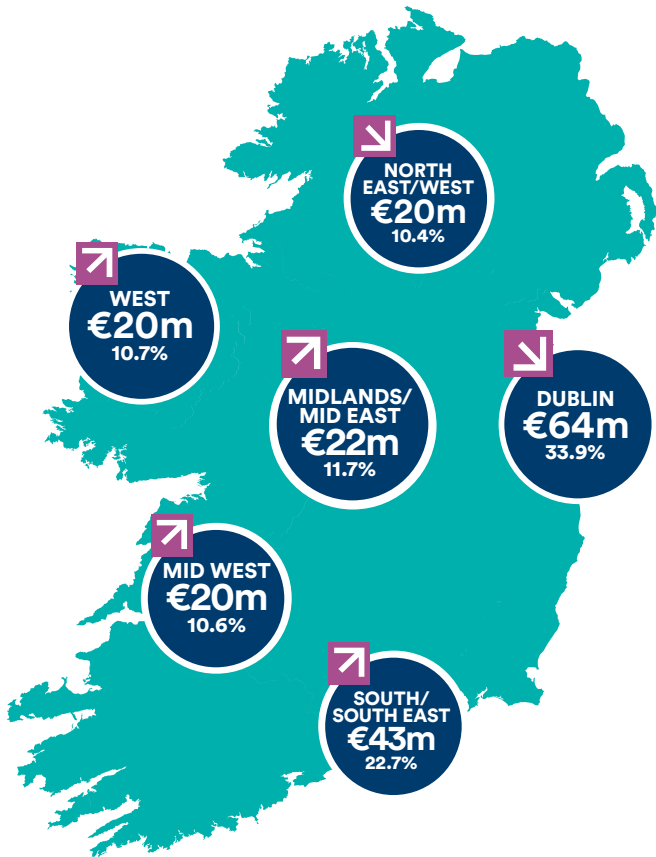 NORTH
EAST/WEST
€20m
10.4%
WEST
€20m
10.7%
MIDLANDS/
MID EAST
€22m
11.7%
DUBLIN
€64m
33.9%
MID WEST
€20m
10.6%
SOUTH/
SOUTH EAST
€43m
22.7%